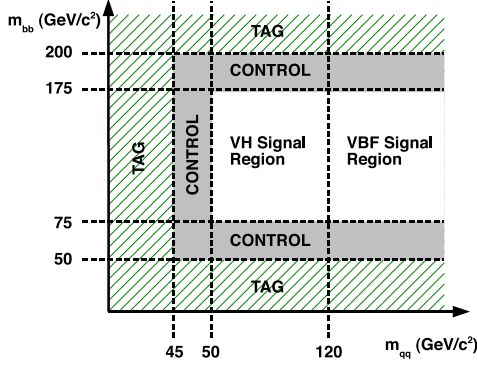 m_bb (GeV/c²)
TAG
200
CONTROL
175
TAG
CONTROL
VH Signal
Region
VBF Signal
Region
75
CONTROL
50
TAG
45
50
120
m_qq (GeV/c²)